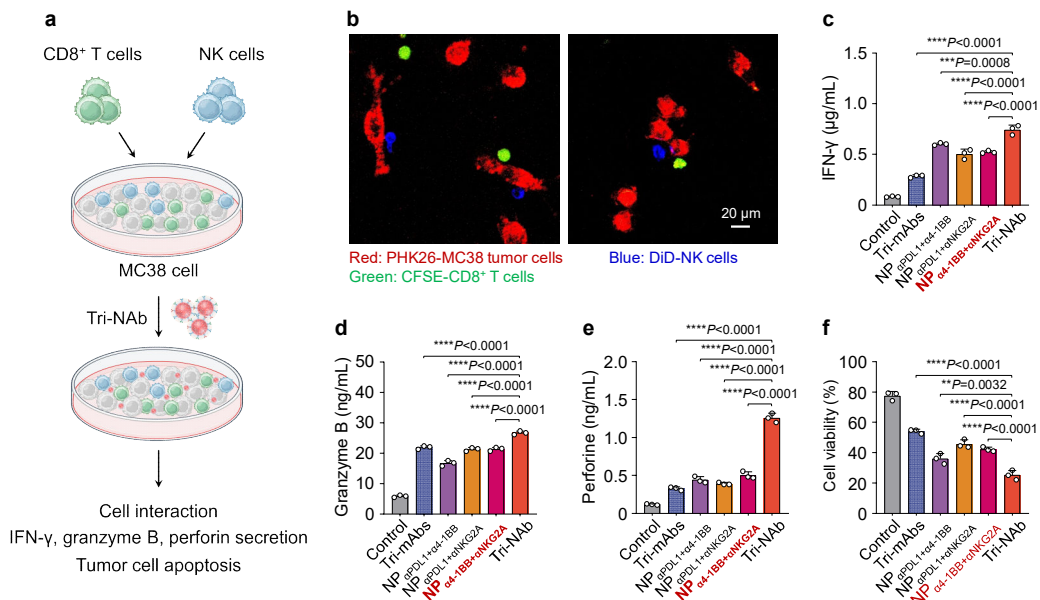 a
CD8⁺ T cells
NK cells
MC38 cell
Tri-NAb
Cell interaction
IFN-γ, granzyme B, perforin secretion
Tumor cell apoptosis
b
20 μm
Red: PHK26-MC38 tumor cells
Blue: DiD-NK cells
Green: CFSE-CD8⁺ T cells
c
****P<0.0001
***P=0.0008
****P<0.0001
****P<0.0001
IFN-γ (μg/mL)
1.5
1.0
0.5
0
Control
Tri-mAbs
NP αPDL1+α4-1BB
NP αPDL1+αNKG2A
NP α4-1BB+αNKG2A
Tri-NAb
d
****P<0.0001
****P<0.0001
****P<0.0001
****P<0.0001
Granzyme B (ng/mL)
50
40
30
20
10
0
Control
Tri-mAbs
NP αPDL1+α4-1BB
NP αPDL1+αNKG2A
NP α4-1BB+αNKG2A
Tri-NAb
e
****P<0.0001
****P<0.0001
****P<0.0001
****P<0.0001
Perforine (ng/mL)
2.0
1.5
1.0
0.5
0
Control
Tri-mAbs
NP αPDL1+α4-1BB
NP αPDL1+αNKG2A
NP α4-1BB+αNKG2A
Tri-NAb
f
****P<0.0001
**P=0.0032
****P<0.0001
****P<0.0001
Cell viability (%)
100
80
60
40
20
0
Control
Tri-mAbs
NP αPDL1+α4-1BB
NP αPDL1+αNKG2A
NP α4-1BB+αNKG2A
Tri-NAb